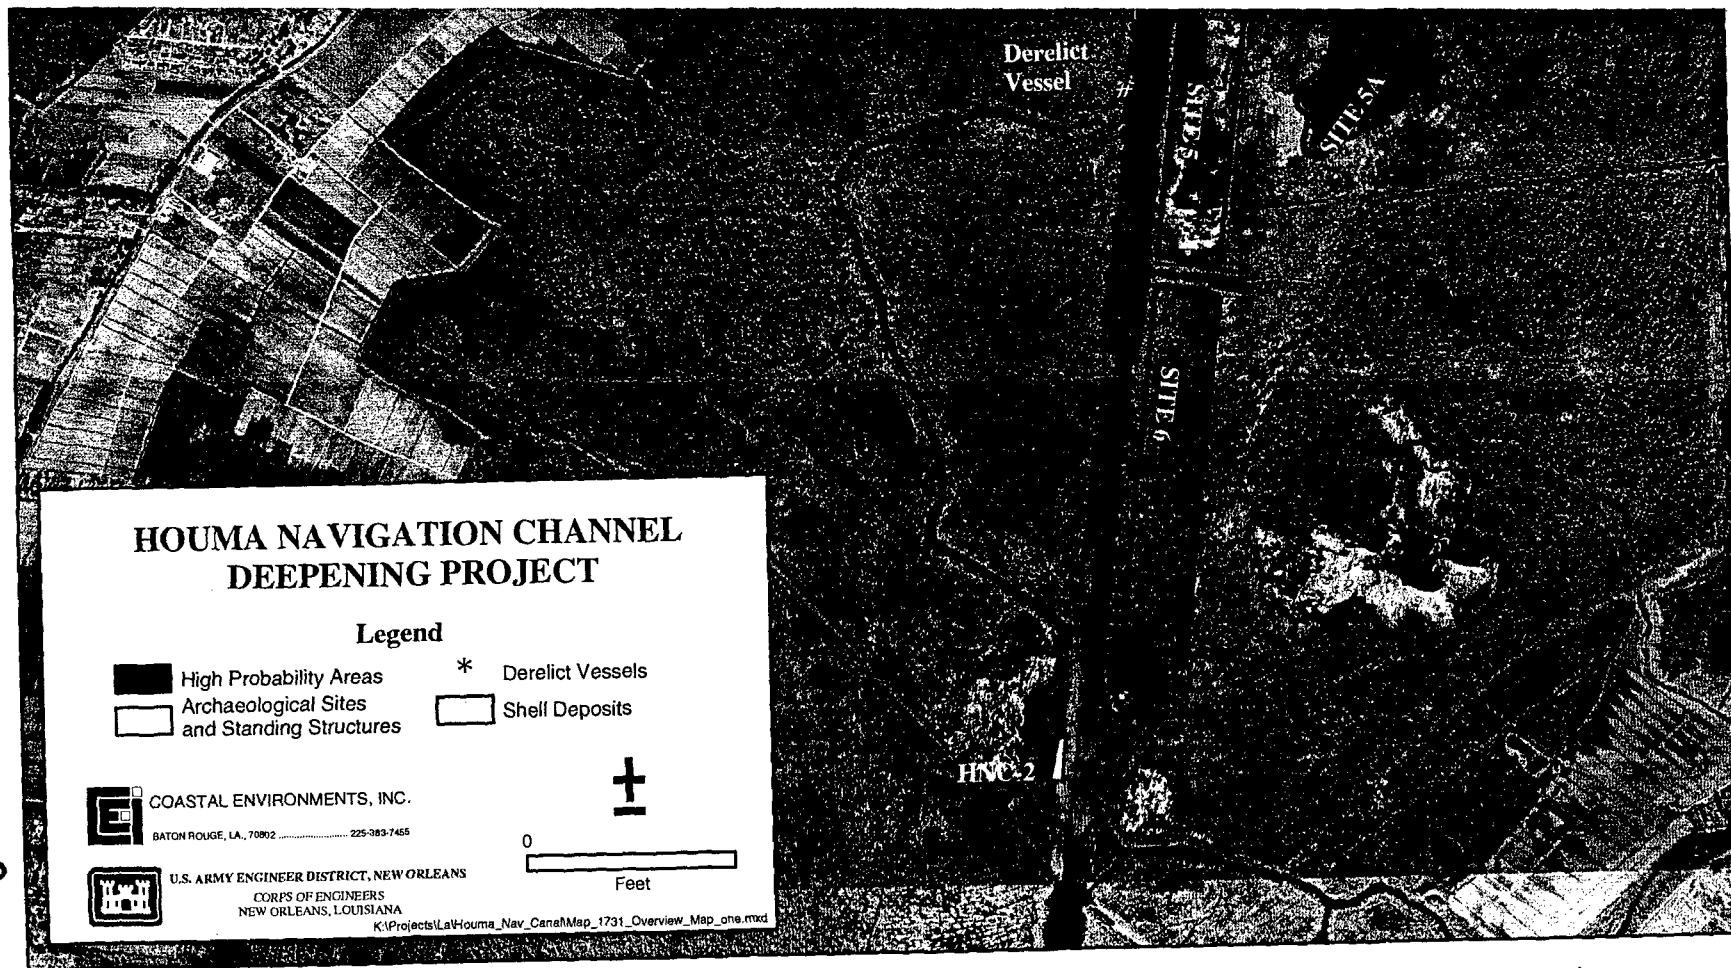 Derelict
Vessel
#
SITE 5
SITE 5A
SITE 6
HNC-2
HOUMA NAVIGATION CHANNEL
DEEPENING PROJECT
Legend
High Probability Areas
* Derelict Vessels
Archaeological Sites
and Standing Structures
Shell Deposits
COASTAL ENVIRONMENTS, INC.
BATON ROUGE, LA., 70802 ........................ 225-383-7455
0
Feet
U.S. ARMY ENGINEER DISTRICT, NEW ORLEANS
CORPS OF ENGINEERS
NEW ORLEANS, LOUISIANA
K:\Projects\La\Houma_Nav_Canal\Map_1731_Overview_Map_one.mxd